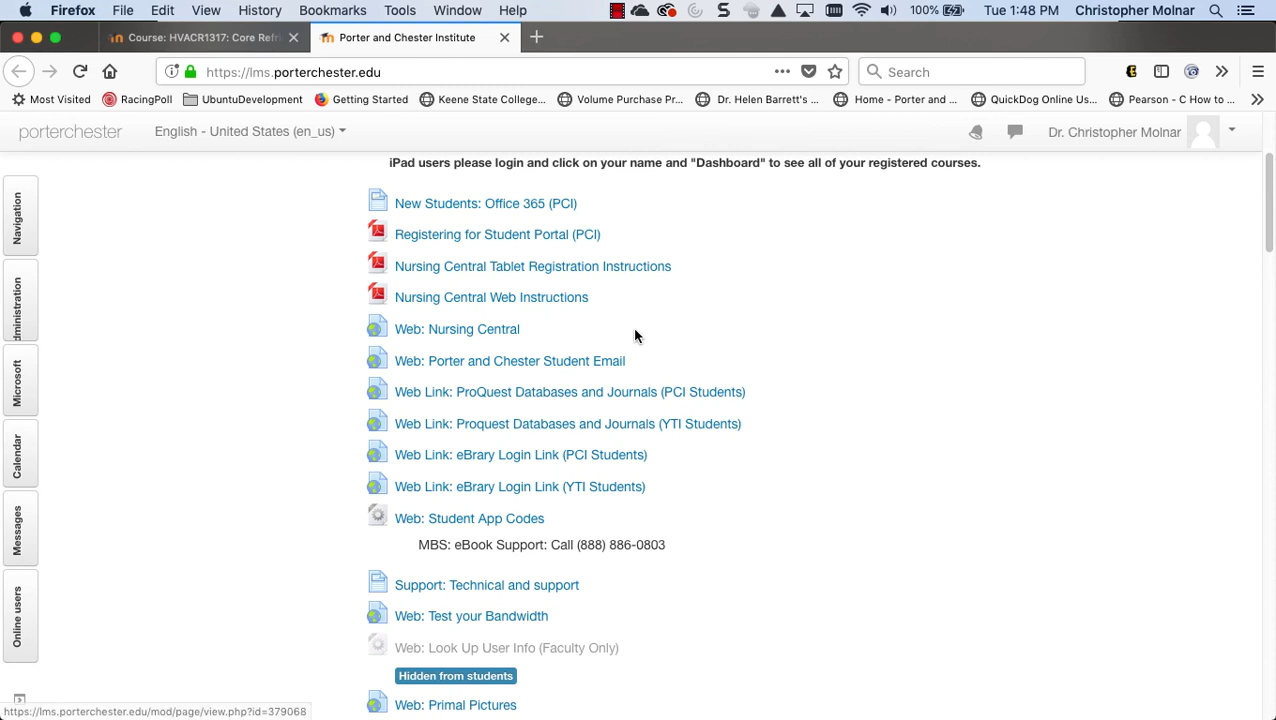 Firefox File Edit View History Bookmarks Tools Window Help 100% Tue 1:48 PM Christopher Molnar
Course: HVACR1317: Core Refri Porter and Chester Institute
https://lms.porterchester.edu Search
Most Visited RacingPoll UbuntuDevelopment Getting Started Keene State College... Volume Purchase Pr... Dr. Helen Barrett's ... Home - Porter and ... QuickDog Online Us... Pearson - C How to ...
porterchester English - United States (en_us) Dr. Christopher Molnar
iPad users please login and click on your name and "Dashboard" to see all of your registered courses.
New Students: Office 365 (PCI)
Registering for Student Portal (PCI)
Nursing Central Tablet Registration Instructions
Nursing Central Web Instructions
Web: Nursing Central
Web: Porter and Chester Student Email
Web Link: ProQuest Databases and Journals (PCI Students)
Web Link: Proquest Databases and Journals (YTI Students)
Web Link: eBrary Login Link (PCI Students)
Web Link: eBrary Login Link (YTI Students)
Web: Student App Codes
MBS: eBook Support: Call (888) 886-0803
Support: Technical and support
Web: Test your Bandwidth
Web: Look Up User Info (Faculty Only)
Hidden from students
Web: Primal Pictures
Navigation
dministration
Microsoft
Calendar
Messages
Online users
https://lms.porterchester.edu/mod/page/view.php?id=379068